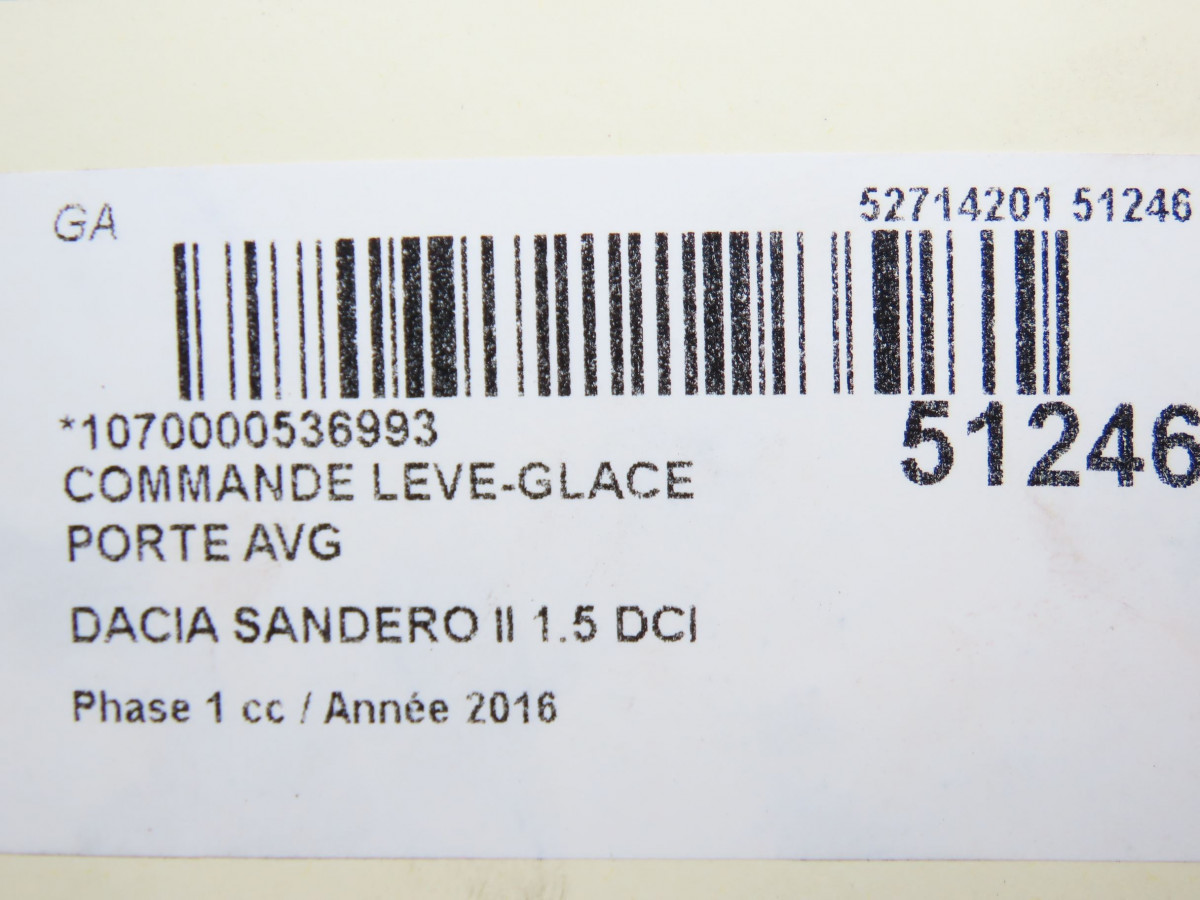 GA 52714201 51246
*1070000536993
51246
COMMANDE LEVE-GLACE
PORTE AVG
DACIA SANDERO II 1.5 DCI
Phase 1 cc / Année 2016